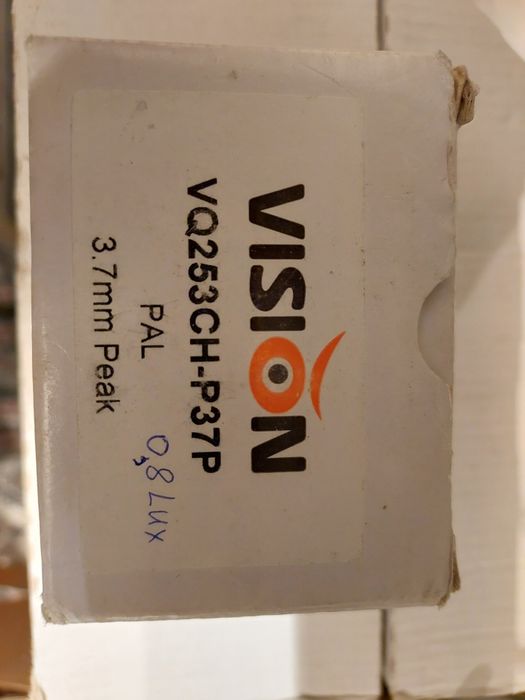 VISION
VQ253CH-P37P
PAL
0,8 Lux
3.7mm Peak